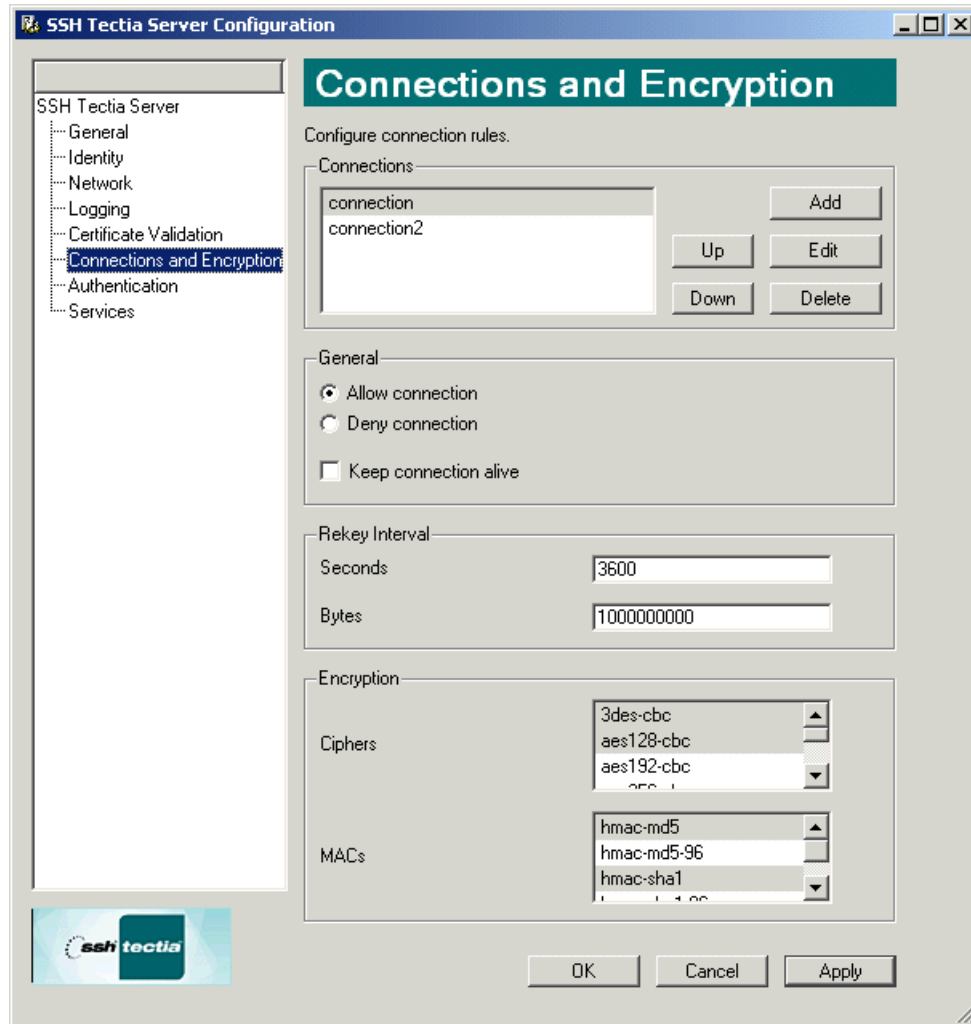 SSH Tectia Server Configuration
SSH Tectia Server
General
Identity
Network
Logging
Certificate Validation
Connections and Encryption
Authentication
Services
ssh tectia
Connections and Encryption
Configure connection rules.
Connections
connection
connection2
Add
Up
Edit
Down
Delete
General
Allow connection
Deny connection
Keep connection alive
Rekey Interval
Seconds
3600
Bytes
1000000000
Encryption
Ciphers
3des-cbc
aes128-cbc
aes192-cbc
MACs
hmac-md5
hmac-md5-96
hmac-sha1
OK
Cancel
Apply